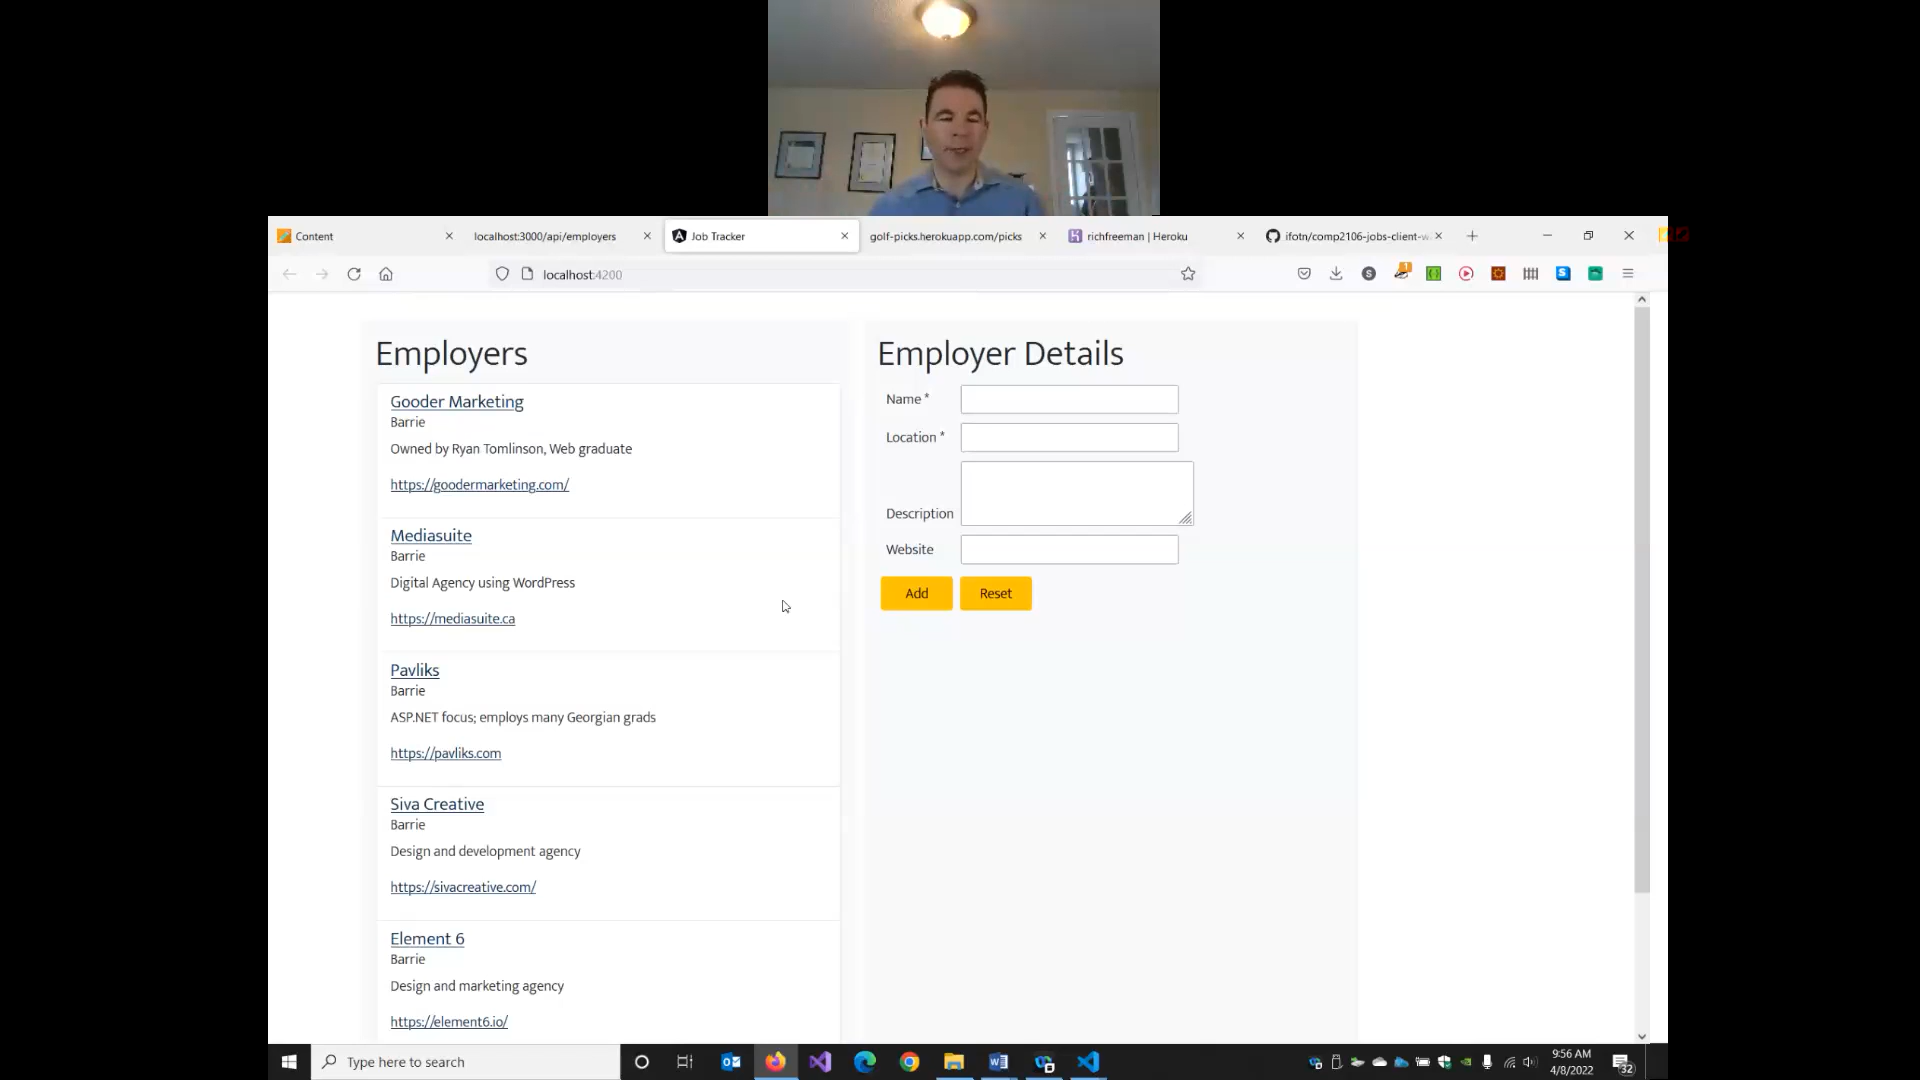 Content
localhost:3000/api/employers
Job Tracker
golf-picks.herokuapp.com/picks
richfreeman | Heroku
ifotn/comp2106-jobs-client-w
localhost:4200
Employers
Gooder Marketing
Barrie
Owned by Ryan Tomlinson, Web graduate
https://goodermarketing.com/
Mediasuite
Barrie
Digital Agency using WordPress
https://mediasuite.ca
Pavliks
Barrie
ASP.NET focus; employs many Georgian grads
https://pavliks.com
Siva Creative
Barrie
Design and development agency
https://sivacreative.com/
Element 6
Barrie
Design and marketing agency
https://element6.io/
Employer Details
Name *
Location *
Description
Website
Add
Reset
Type here to search
9:56 AM
4/8/2022
32